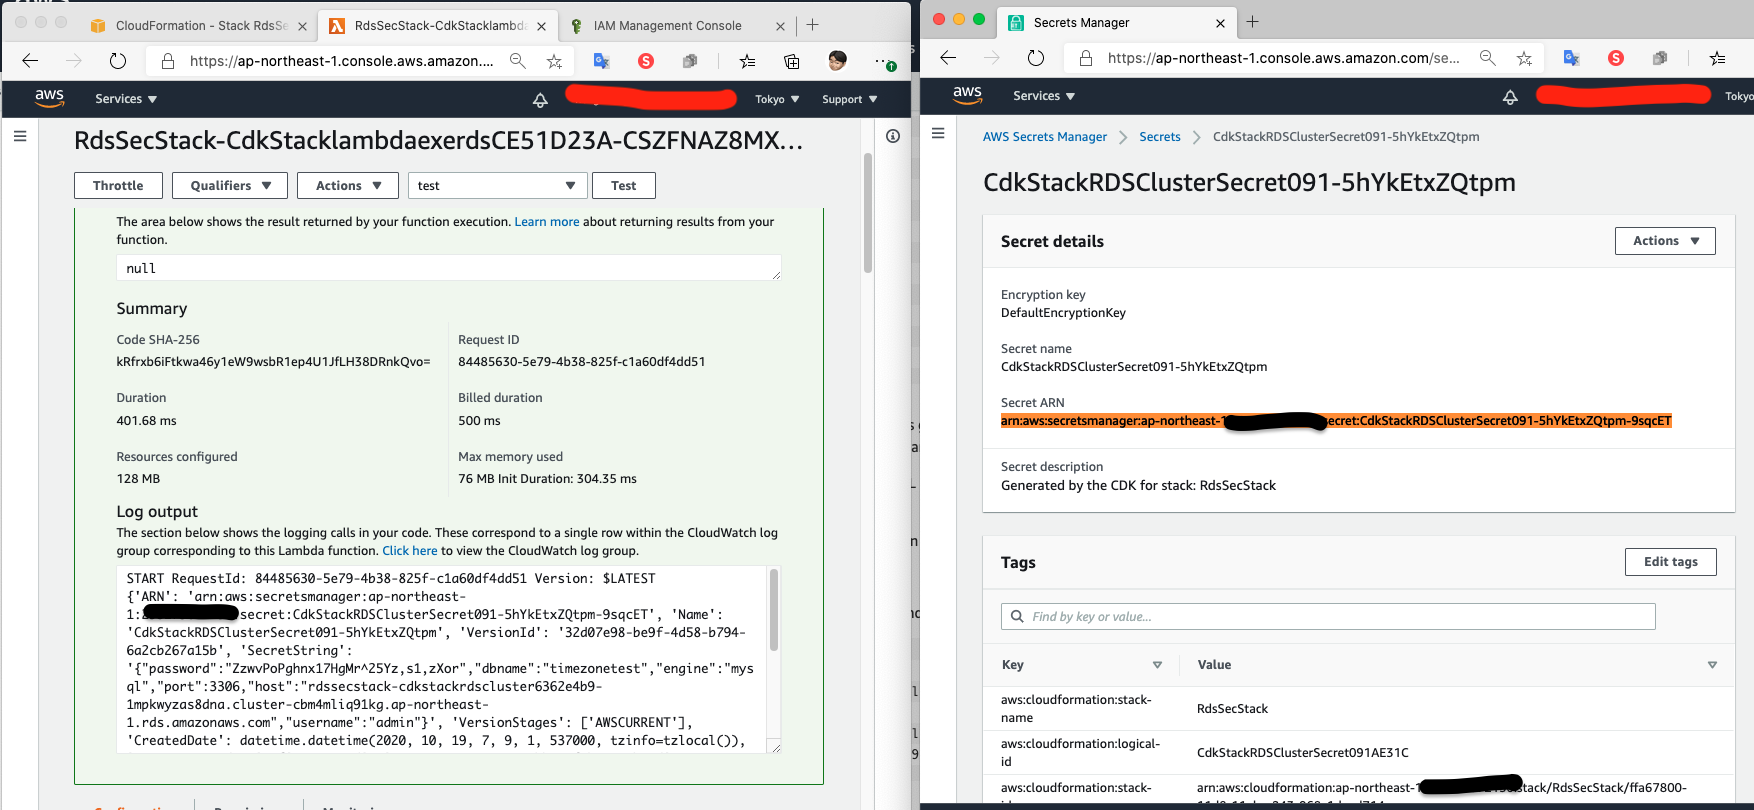 CloudFormation - Stack RdsSe
RdsSecStack-CdkStacklambda
IAM Management Console
https://ap-northeast-1.console.aws.amazon....
aws
Services
Tokyo
Support
RdsSecStack-CdkStacklambdaexerdsCE51D23A-CSZFNAZ8MX...
Throttle
Qualifiers
Actions
test
Test
The area below shows the result returned by your function execution. Learn more about returning results from your
function.
null
Summary
Code SHA-256
kRfrxb6iFtkwa46y1eW9wsbR1ep4U1JfLH38DRnkQvo=
Request ID
84485630-5e79-4b38-825f-c1a60df4dd51
Duration
401.68 ms
Billed duration
500 ms
Resources configured
128 MB
Max memory used
76 MB Init Duration: 304.35 ms
Log output
The section below shows the logging calls in your code. These correspond to a single row within the CloudWatch log
group corresponding to this Lambda function. Click here to view the CloudWatch log group.
START RequestId: 84485630-5e79-4b38-825f-c1a60df4dd51 Version: $LATEST
{'ARN': 'arn:aws:secretsmanager:ap-northeast-
1: secret:CdkStackRDSClusterSecret091-5hYkEtxZQtpm-9sqcET', 'Name':
'CdkStackRDSClusterSecret091-5hYkEtxZQtpm', 'VersionId': '32d07e98-be9f-4d58-b794-
6a2cb267a15b', 'SecretString':
'{"password":"ZzwvPoPghnx17HgMr^25Yz,s1,zXor","dbname":"timezonetest","engine":"mys
ql","port":3306,"host":"rdssecstack-cdkstackrdscluster6362e4b9-
1mpkwyzas8dna.cluster-cbm4mliq91kg.ap-northeast-
1.rds.amazonaws.com","username":"admin"}', 'VersionStages': ['AWSCURRENT'],
'CreatedDate': datetime.datetime(2020, 10, 19, 7, 9, 1, 537000, tzinfo=tzlocal()),
Secrets Manager
https://ap-northeast-1.console.aws.amazon.com/se...
aws
Services
Tokyo
AWS Secrets Manager
Secrets
CdkStackRDSClusterSecret091-5hYkEtxZQtpm
CdkStackRDSClusterSecret091-5hYkEtxZQtpm
Secret details
Actions
Encryption key
DefaultEncryptionKey
Secret name
CdkStackRDSClusterSecret091-5hYkEtxZQtpm
Secret ARN
arn:aws:secretsmanager:ap-northeast-1 ecret:CdkStackRDSClusterSecret091-5hYkEtxZQtpm-9sqcET
Secret description
Generated by the CDK for stack: RdsSecStack
Tags
Edit tags
Find by key or value...
Key
Value
aws:cloudformation:stack-
name
RdsSecStack
aws:cloudformation:logical-
id
CdkStackRDSClusterSecret091AE31C
aws:cloudformation:stack-
arn:aws:cloudformation:ap-northeast-1 stack/RdsSecStack/ffa67800-